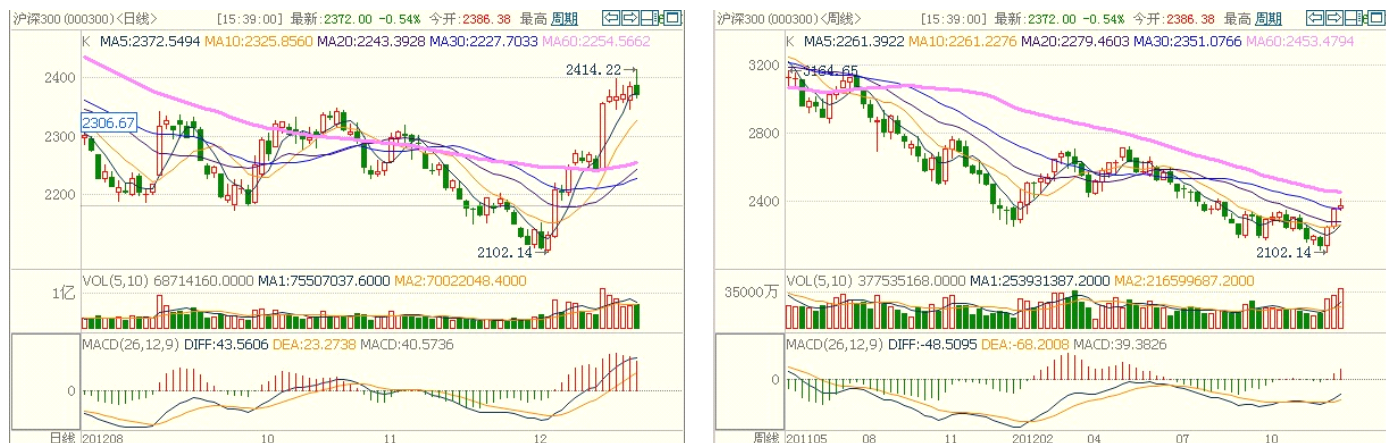 沪深300 (000300)<日线> [15:39:00] 最新:2372.00 -0.54% 今开:2386.38 最高 周期
K MA5:2372.5494 MA10:2325.8560 MA20:2243.3928 MA30:2227.7033 MA60:2254.5662
2414.22
2400
2306.67
2300
2200
2102.14
VOL(5,10) 68714160.0000 MA1:75507037.6000 MA2:70022048.4000
1亿
MACD(26,12,9) DIFF:43.5606 DEA:23.2738 MACD:40.5736
0
日线 201208 10 11 12
沪深300 (000300)<周线> [15:39:00] 最新:2372.00 -0.54% 今开:2386.38 最高 周期
K MA5:2261.3922 MA10:2261.2276 MA20:2279.4603 MA30:2351.0766 MA60:2453.4794
3200
3164.65
2800
2400
2102.14
VOL(5,10) 377535168.0000 MA1:253931387.2000 MA2:216599687.2000
35000万
MACD(26,12,9) DIFF:-48.5095 DEA:-68.2008 MACD:39.3826
0
周线 201105 08 11 201202 04 07 10